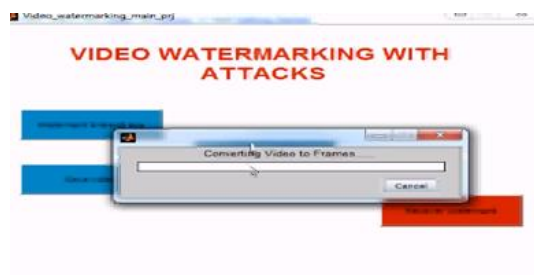 Video_watermarking_main_prj
VIDEO WATERMARKING WITH
ATTACKS
Converting Video to Frames.....
Cancel